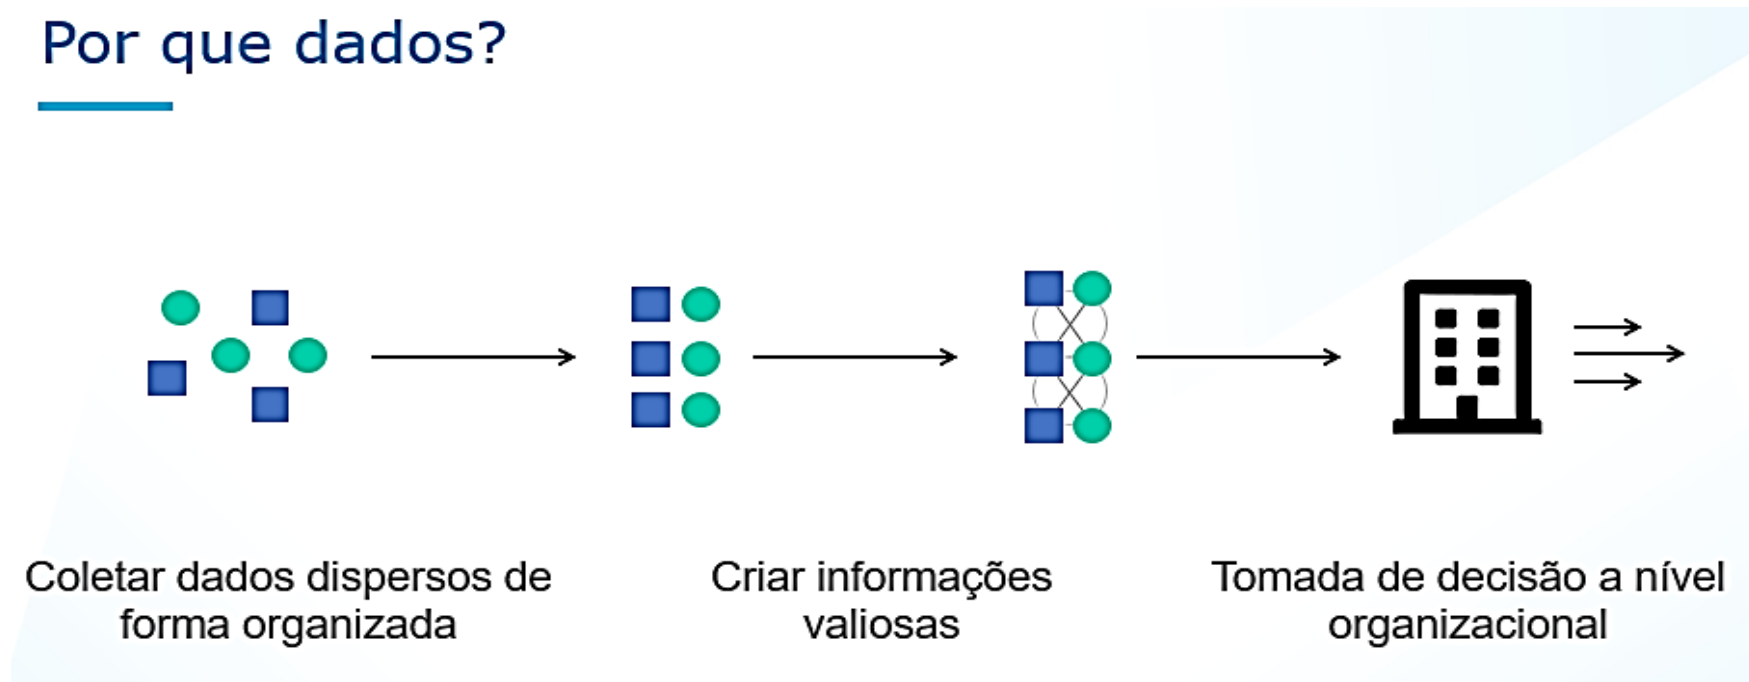 Por que dados?
Coletar dados dispersos de
forma organizada
Criar informações
valiosas
Tomada de decisão a nível
organizacional